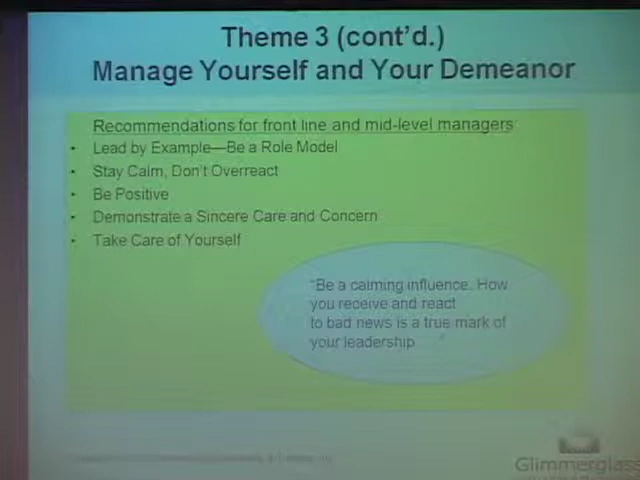 Theme 3 (cont'd.)
Manage Yourself and Your Demeanor
Recommendations for front line and mid-level managers
• Lead by Example—Be a Role Model
• Stay Calm, Don't Overreact
• Be Positive
• Demonstrate a Sincere Care and Concern
• Take Care of Yourself
"Be a calming influence. How
you receive and react
to bad news is a true mark of
your leadership
Glimmerglass